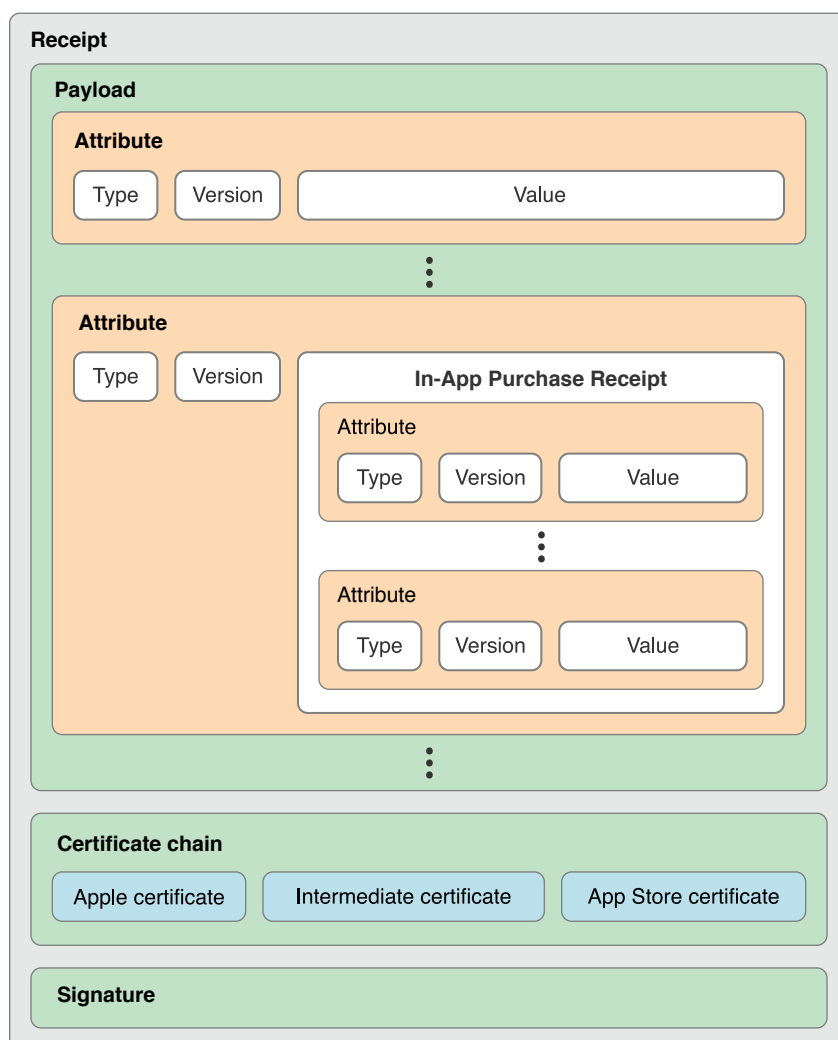 Receipt
Payload
Attribute
Type Version Value
Attribute
Type Version In-App Purchase Receipt
Attribute
Type Version Value
Attribute
Type Version Value
Certificate chain
Apple certificate Intermediate certificate App Store certificate
Signature